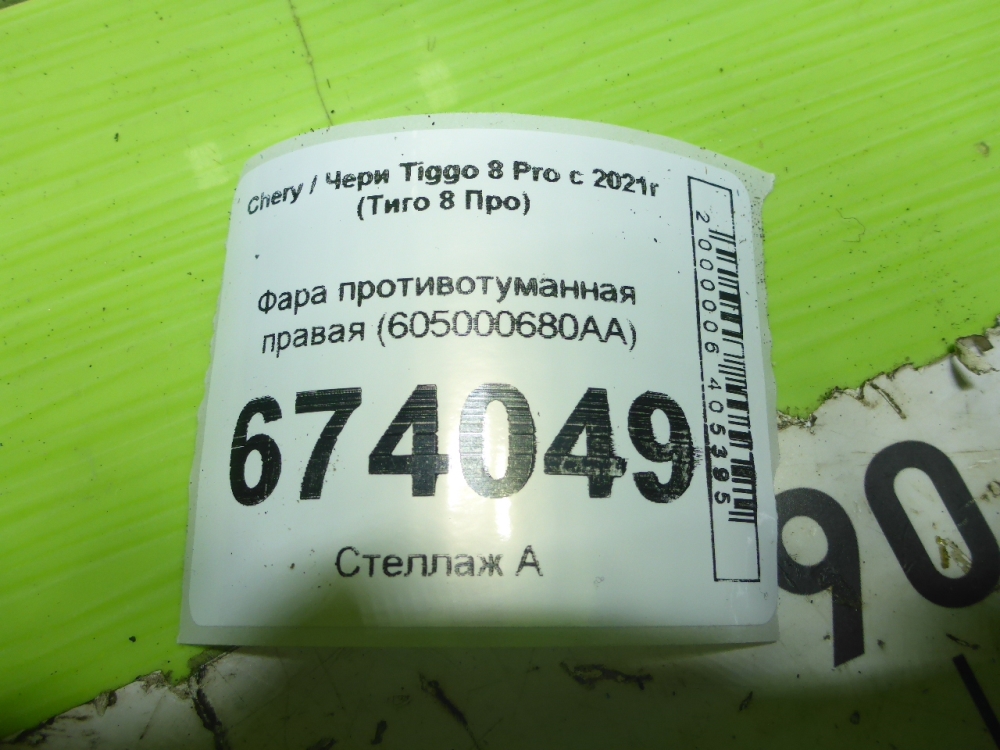 Chery / Чери Tiggo 8 Pro с 2021г
(Тиго 8 Про)
Фара противотуманная
правая (605000680AA)
674049
Стеллаж А
2000006405395
90